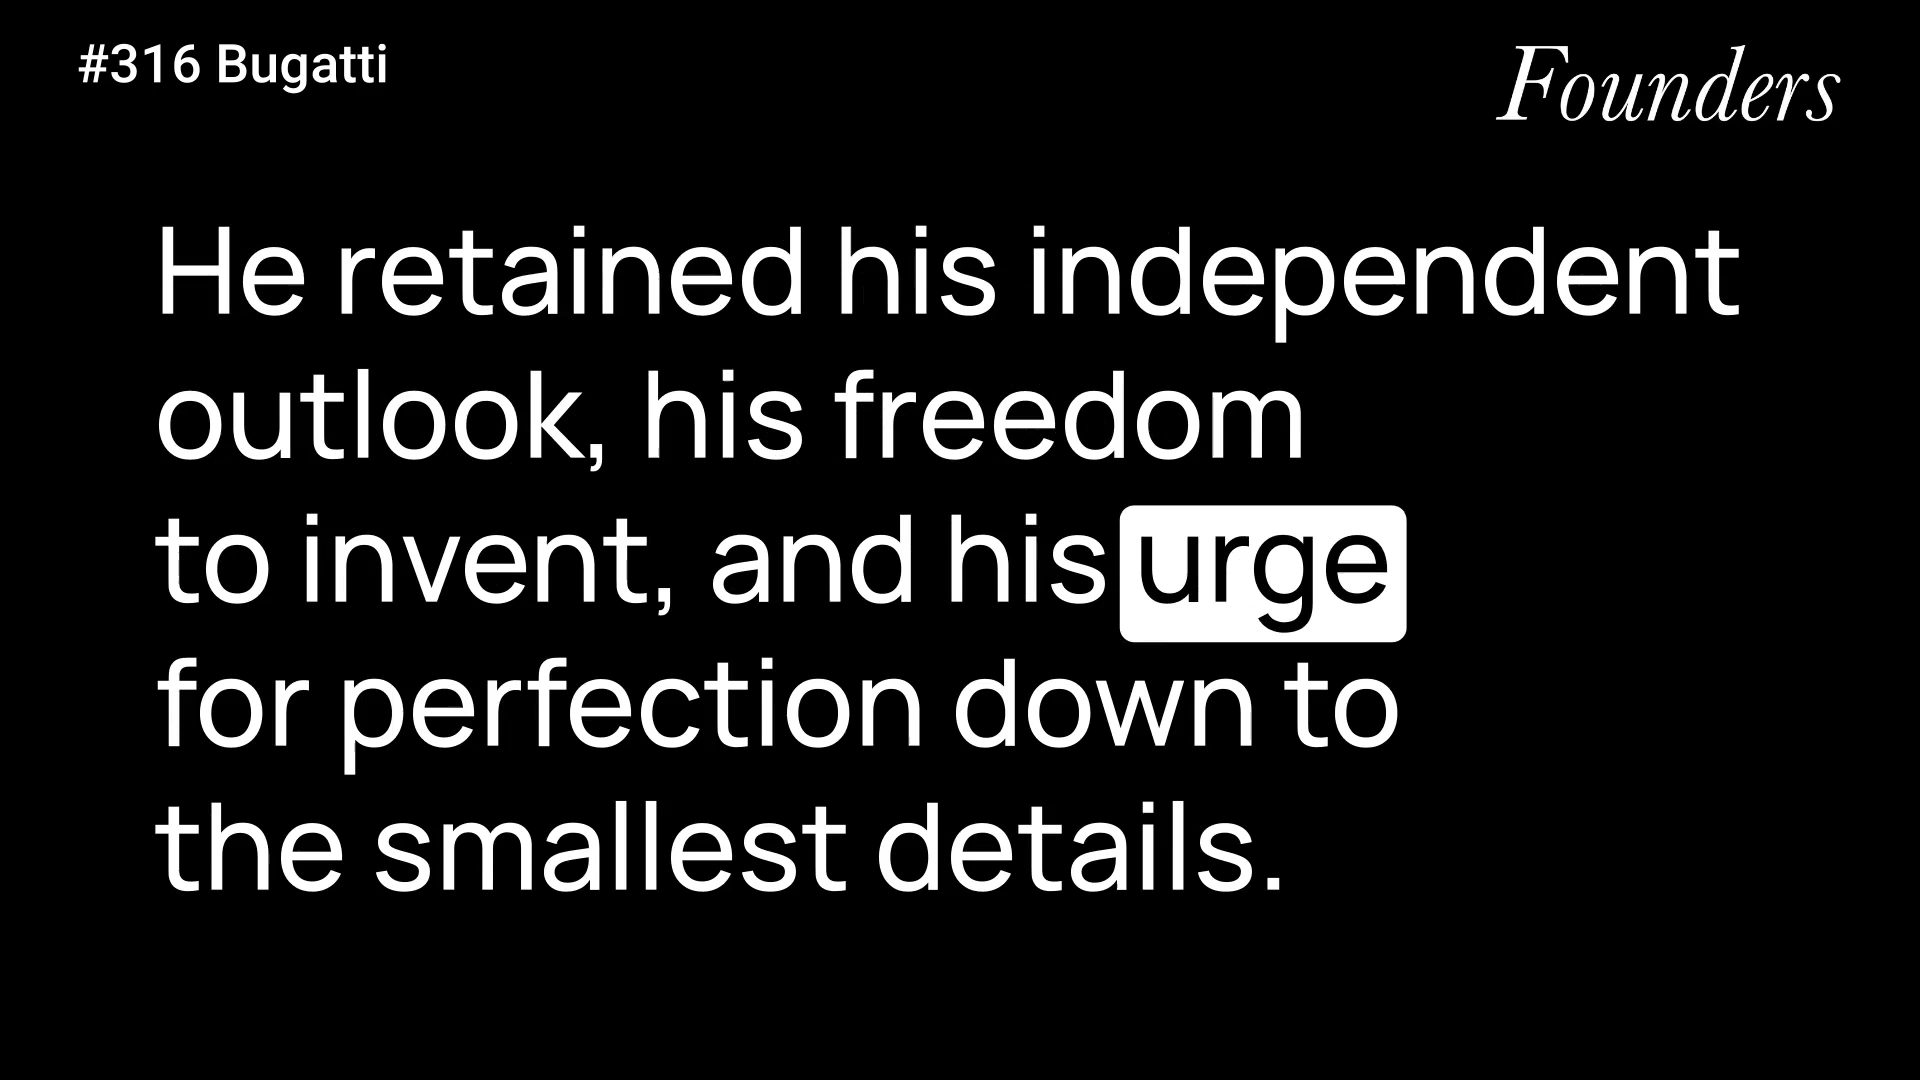 #316 Bugatti
Founders
He retained his independent
outlook, his freedom
to invent, and his urge
for perfection down to
the smallest details.